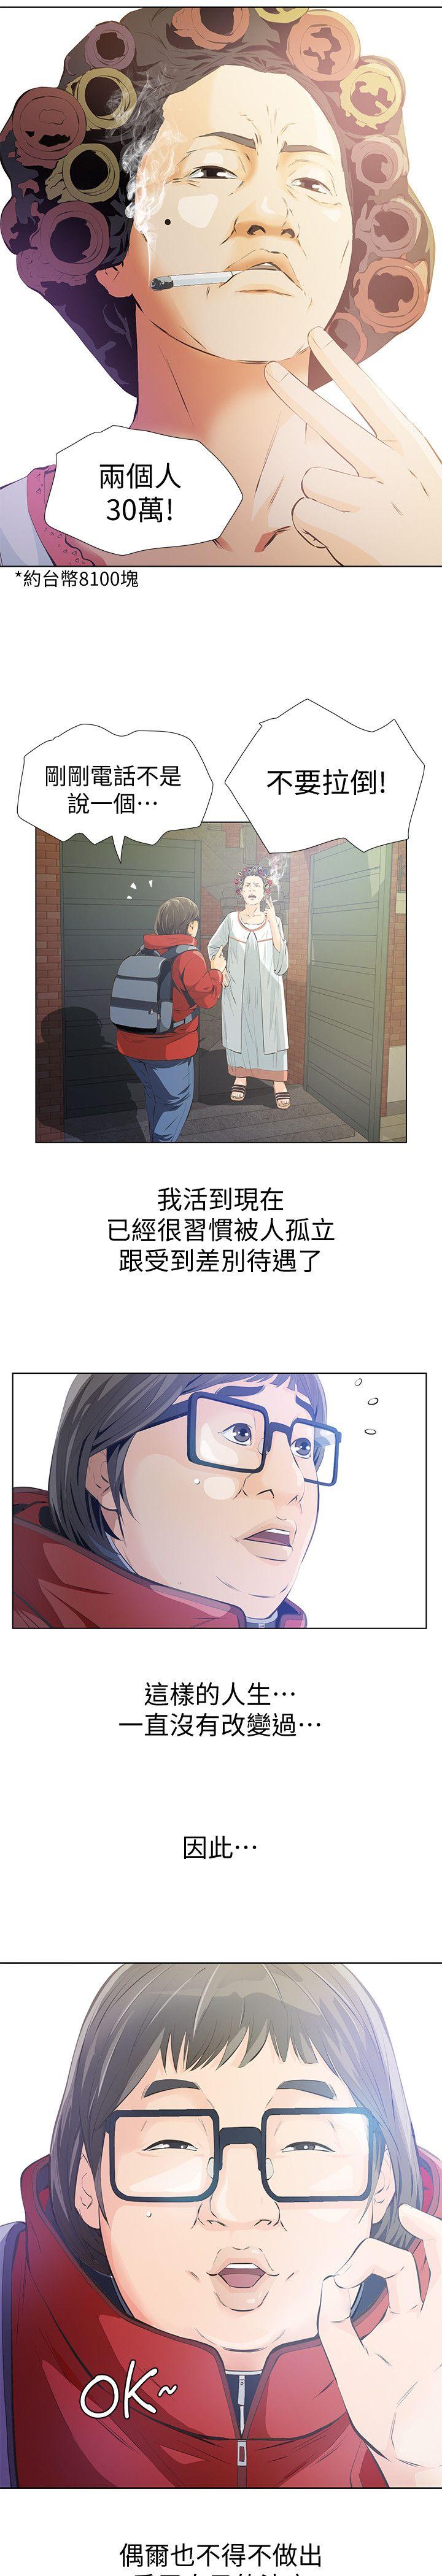 兩個人
30萬!
*約台幣8100塊
剛剛電話不是
說一個…
不要拉倒!
我活到現在
已經很習慣被人孤立
跟受到差別待遇了
這樣的人生…
一直沒有改變過…
因此…
OK~
偶爾也不得不做出